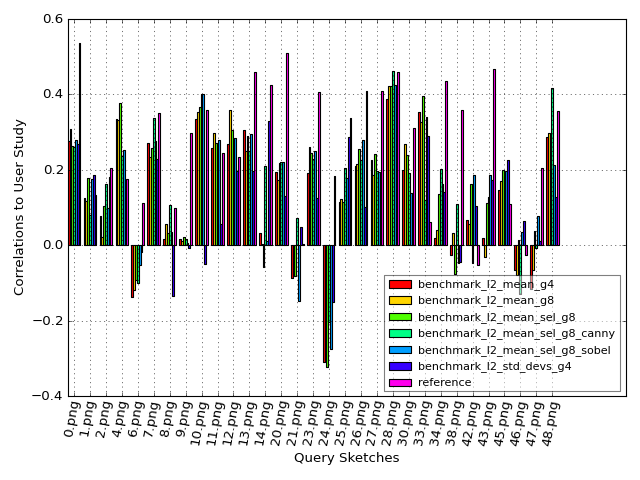 0.6
0.4
0.2
0.0
−0.2
−0.4
Correlations to User Study
benchmark_l2_mean_g4
benchmark_l2_mean_g8
benchmark_l2_mean_sel_g8
benchmark_l2_mean_sel_g8_canny
benchmark_l2_mean_sel_g8_sobel
benchmark_l2_std_devs_g4
reference
0.png
1.png
2.png
4.png
6.png
7.png
8.png
9.png
10.png
11.png
12.png
13.png
14.png
20.png
21.png
23.png
24.png
25.png
26.png
27.png
28.png
30.png
33.png
34.png
38.png
42.png
43.png
45.png
46.png
47.png
48.png
Query Sketches